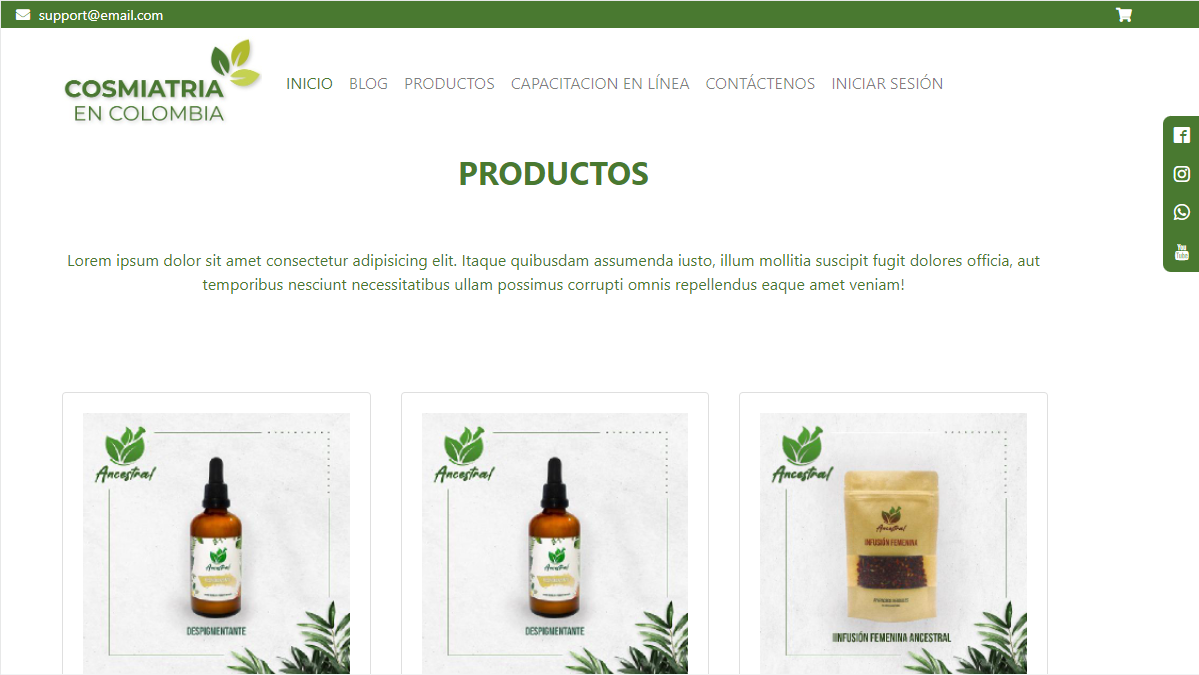 support@email.com
COSMIATRIA
EN COLOMBIA
INICIO BLOG PRODUCTOS CAPACITACION EN LÍNEA CONTÁCTENOS INICIAR SESIÓN
PRODUCTOS
Lorem ipsum dolor sit amet consectetur adipisicing elit. Itaque quibusdam assumenda iusto, illum mollitia suscipit fugit dolores officia, aut
temporibus nesciunt necessitatibus ullam possimus corrupti omnis repellendus eaque amet veniam!
You
Tube
Ancestral
Ancestral
DESPIGMENTANTE
Ancestral
Ancestral
DESPIGMENTANTE
Ancestral
Ancestral
INFUSIÓN FEMENINA
IINFUSIÓN FEMENINA ANCESTRAL